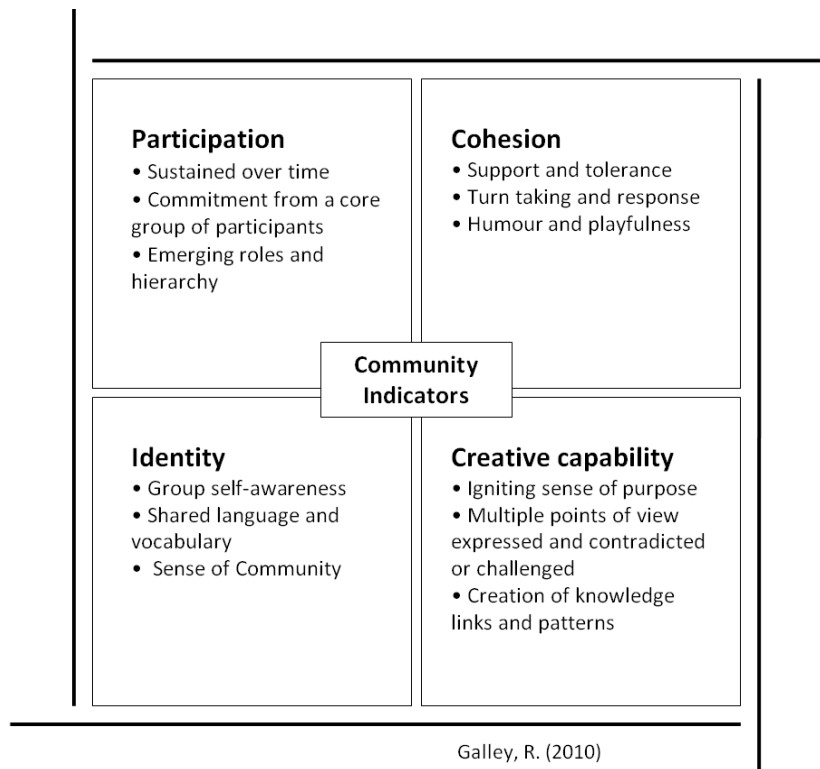 Participation
• Sustained over time
• Commitment from a core
group of participants
• Emerging roles and
hierarchy
Cohesion
• Support and tolerance
• Turn taking and response
• Humour and playfulness
Community
Indicators
Identity
• Group self-awareness
• Shared language and
vocabulary
• Sense of Community
Creative capability
• Igniting sense of purpose
• Multiple points of view
expressed and contradicted
or challenged
• Creation of knowledge
links and patterns
Galley, R. (2010)